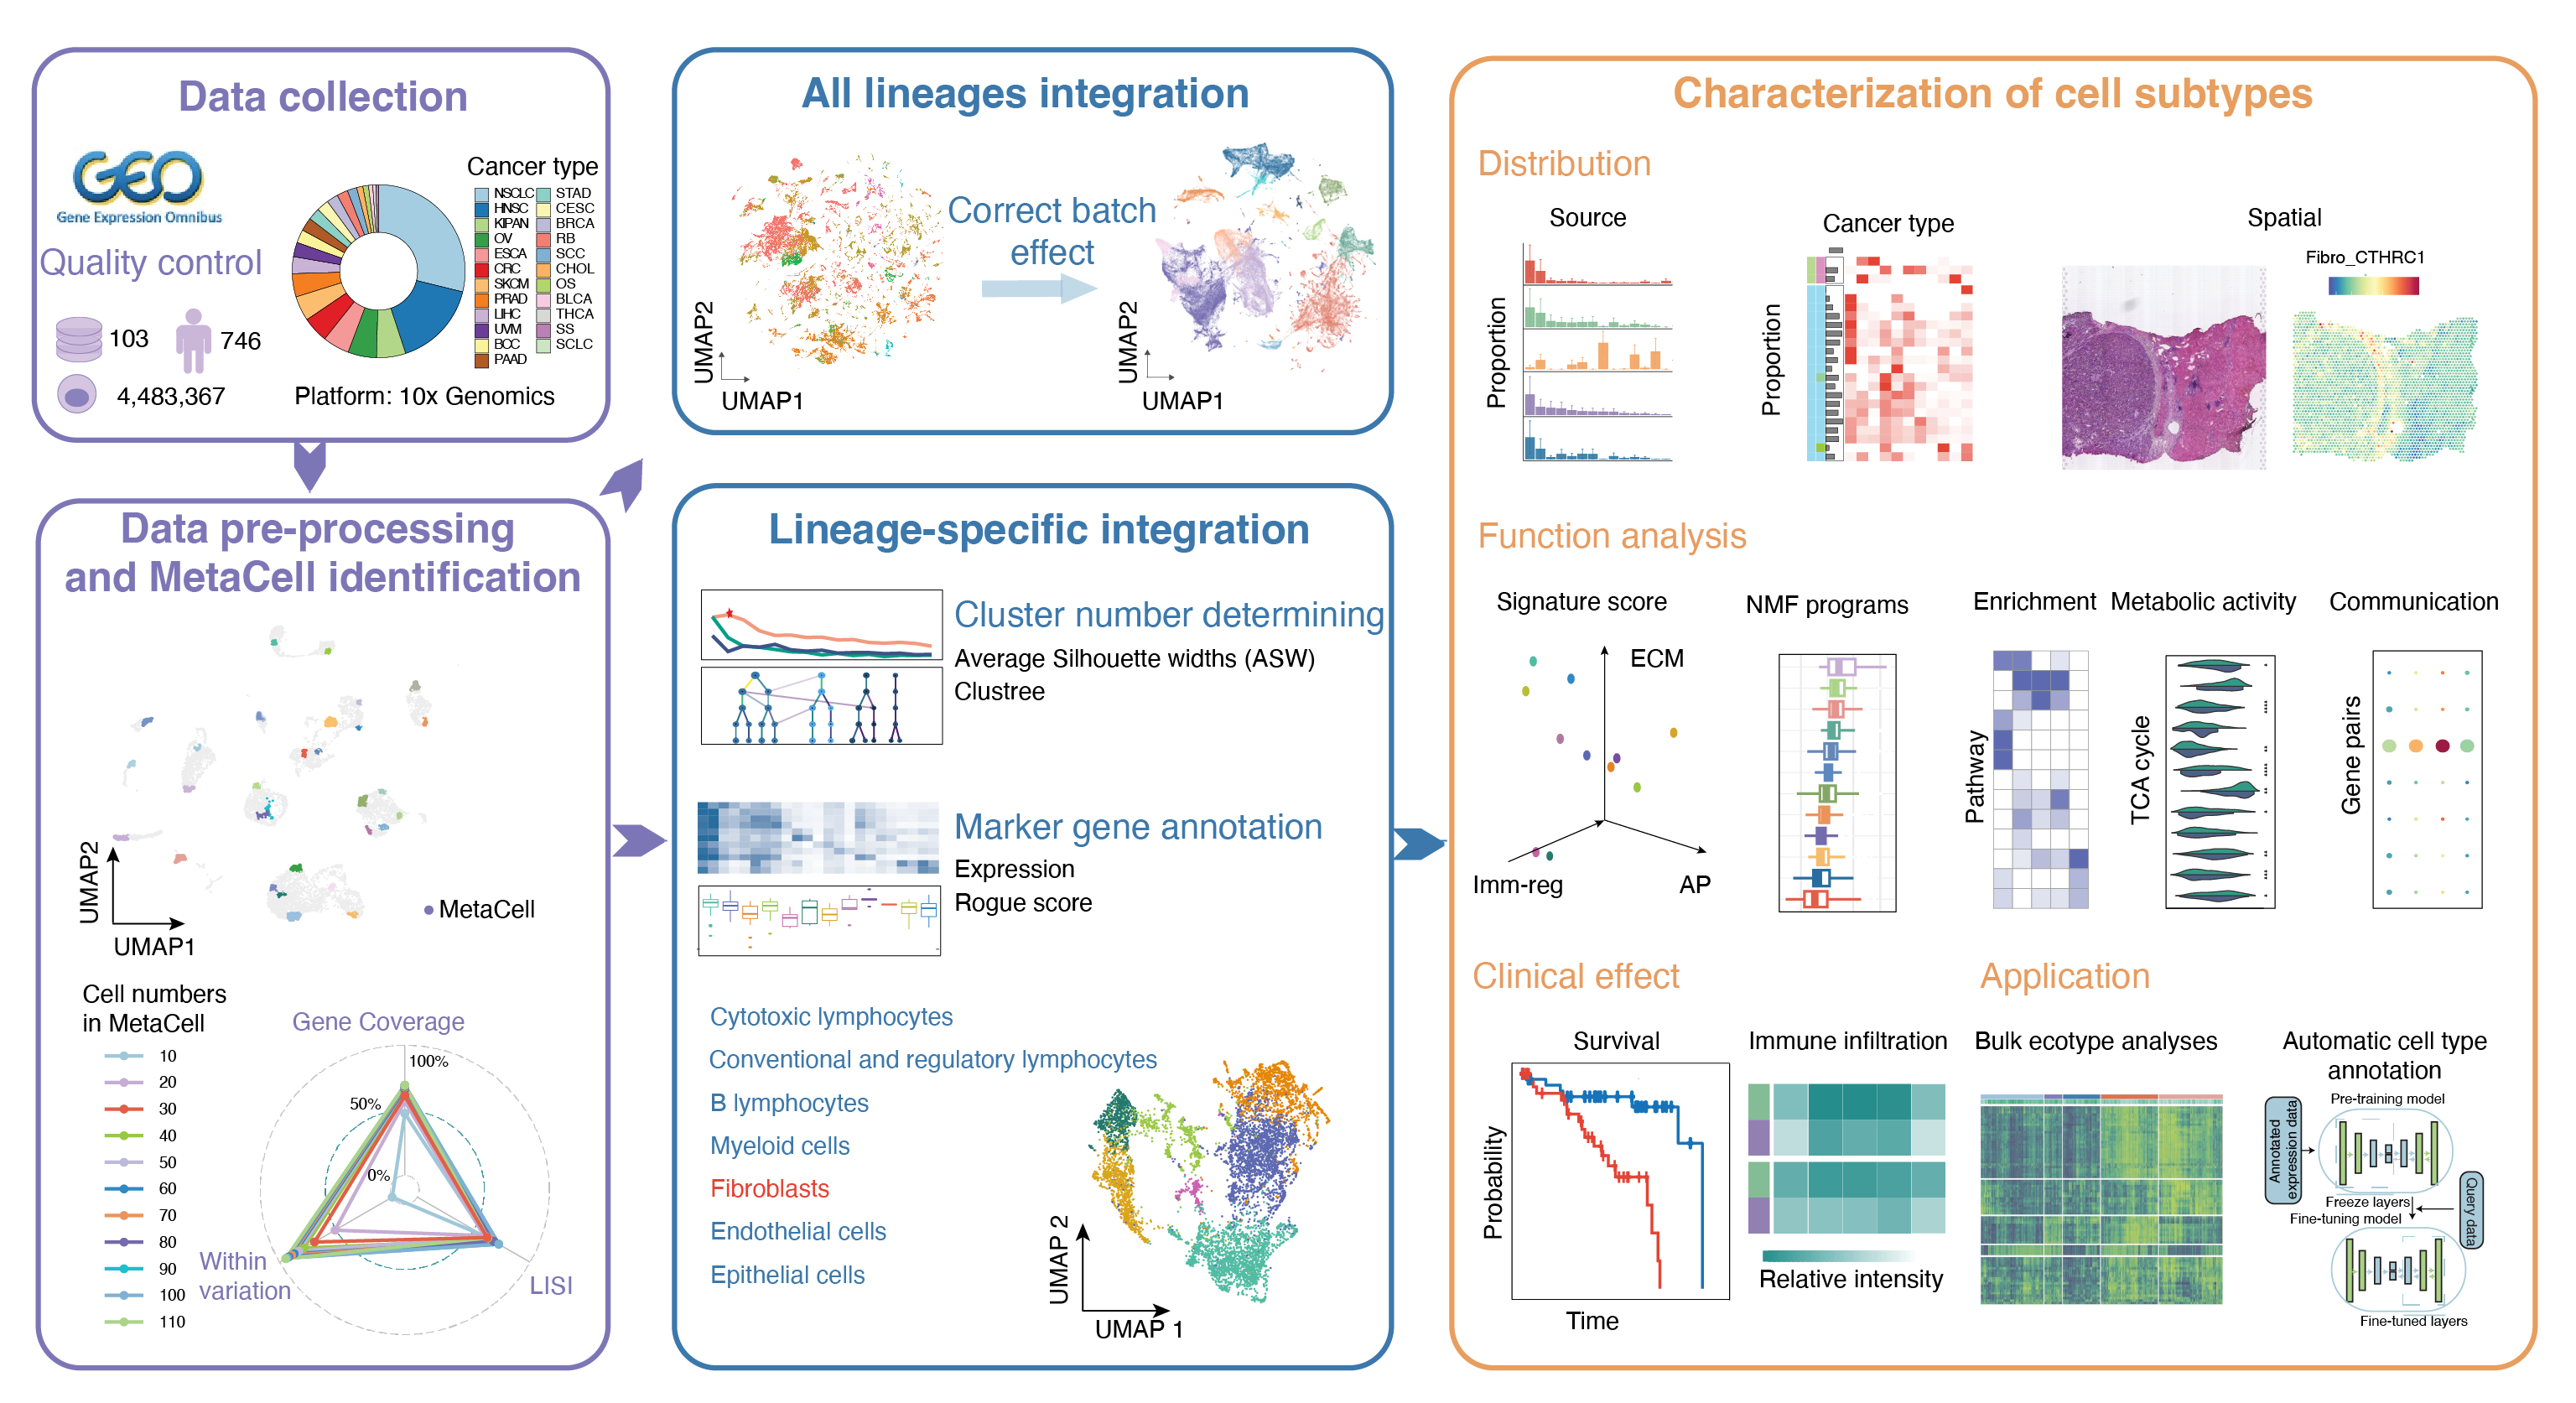 Data collection
GEO
Gene Expression Omnibus
Quality control
103
746
4,483,367
Cancer type
NSCLC
HNSC
KIPAN
OV
ESCA
CRC
SKCM
PRAD
LIHC
UVM
BCC
PAAD
STAD
CESC
BRCA
RB
SCC
CHOL
OS
BLCA
THCA
SS
SCLC
Platform: 10x Genomics
Data pre-processing
and MetaCell identification
UMAP2
UMAP1
MetaCell
Cell numbers
in MetaCell
10
20
30
40
50
60
70
80
90
100
110
Gene Coverage
100%
50%
0%
Within
variation
LISI
All lineages integration
UMAP2
UMAP1
Correct batch
effect
UMAP2
UMAP1
Lineage-specific integration
Cluster number determining
Average Silhouette widths (ASW)
Clustree
Marker gene annotation
Expression
Rogue score
Cytotoxic lymphocytes
Conventional and regulatory lymphocytes
B lymphocytes
Myeloid cells
Fibroblasts
Endothelial cells
Epithelial cells
UMAP 2
UMAP 1
Characterization of cell subtypes
Distribution
Source
Proportion
Cancer type
Proportion
Spatial
Fibro_CTHRC1
Function analysis
Signature score
ECM
Imm-reg
AP
NMF programs
Enrichment
Pathway
Metabolic activity
TCA cycle
Communication
Gene pairs
Clinical effect
Survival
Probability
Time
Immune infiltration
Relative intensity
Application
Bulk ecotype analyses
Automatic cell type
annotation
Pre-training model
Annotated
expression data
Freeze layers
Fine-tuning model
Query data
Fine-tuned layers